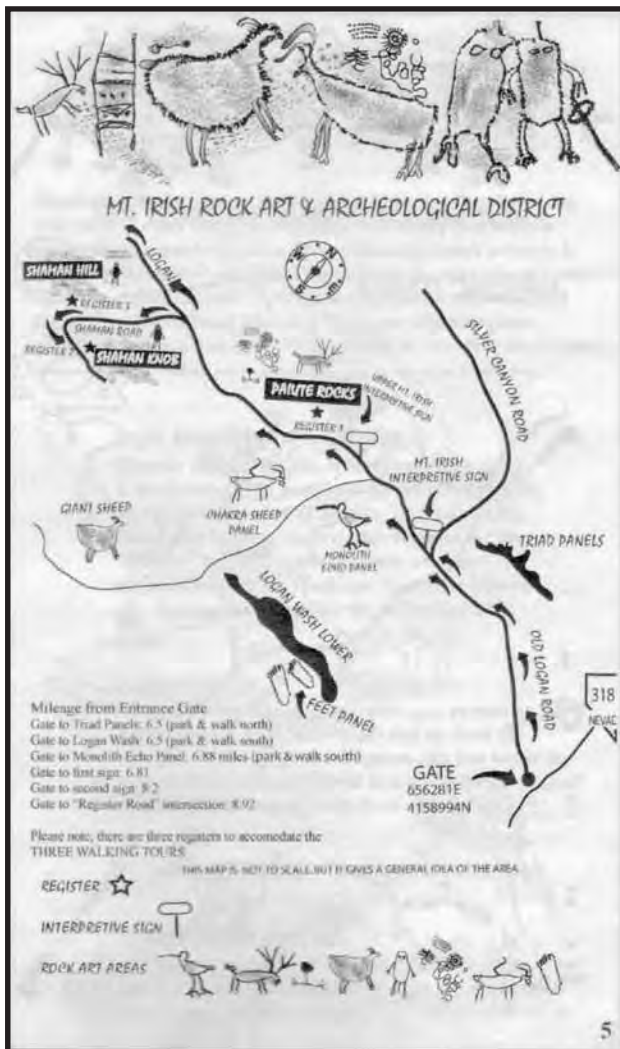 MT. IRISH ROCK ART & ARCHEOLOGICAL DISTRICT
LOGAN
SHAMAN HILL
REGISTER
SHAMAN ROAD
REGISTER 2
SHAMAN KNOB
SILVER CANYON ROAD
PAIUTE ROCKS
UPPER MT. IRISH
INTERPRETIVE SIGN
REGISTER
MT. IRISH
INTERPRETIVE SIGN
GIANT SHEEP
CHAKRA SHEEP
PANEL
MONOLITH
ECHO PANEL
TRIAD PANELS
LOGAN WASH LOWER
OLD LOGAN ROAD
FEET PANEL
318
Mileage from Entrance Gate
Gate to Triad Panels: 6.5 (park & walk north)
Gate to Logan Wash: 6.5 (park & walk south)
Gate to Monolith Echo Panel: 6.88 miles (park & walk south)
Gate to first sign: 6.81
Gate to second sign: 8.2
Gate to "Register Road" intersection: 8.92
GATE
656281E
4158994N
Please note, there are three registers to accomodate the
THREE WALKING TOURS
THIS MAP IS NOT TO SCALE, BUT IT GIVES A GENERAL IDEA OF THE AREA
REGISTER
INTERPRETIVE SIGN
ROCK ART AREAS
5